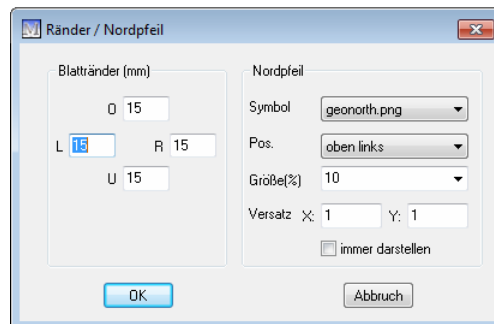 Ränder / Nordpfeil
Blattränder (mm)
O 15
L 15 R 15
U 15
Nordpfeil
Symbol geonorth.png
Pos. oben links
Größe(%) 10
Versatz X: 1 Y: 1
immer darstellen
OK Abbruch